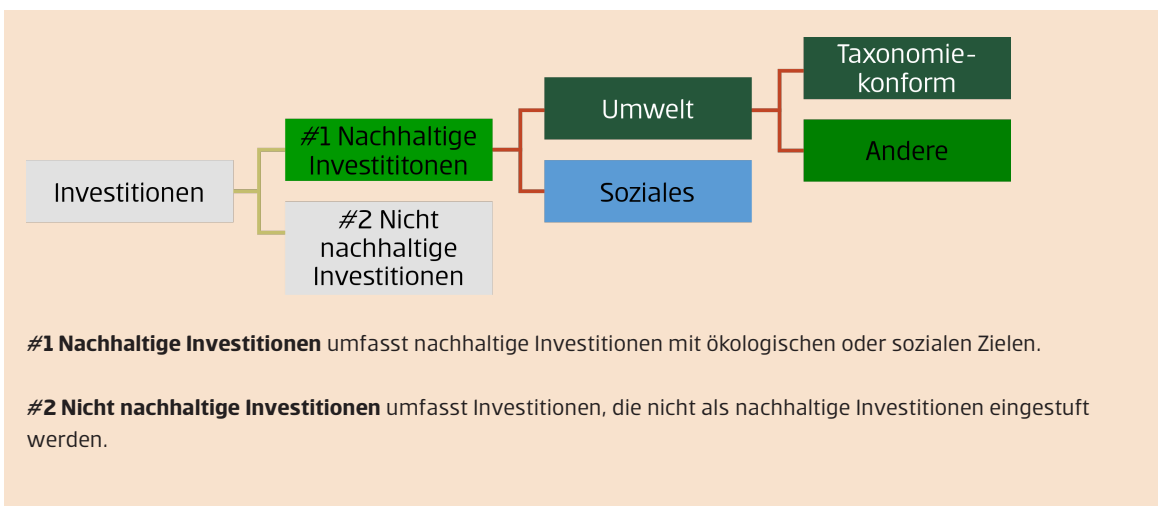 Taxonomie-
konform
Umwelt
#1 Nachhaltige
Investititonen
Andere
Investitionen
Soziales
#2 Nicht
nachhaltige
Investitionen
#1 Nachhaltige Investitionen umfasst nachhaltige Investitionen mit ökologischen oder sozialen Zielen.
#2 Nicht nachhaltige Investitionen umfasst Investitionen, die nicht als nachhaltige Investitionen eingestuft
werden.